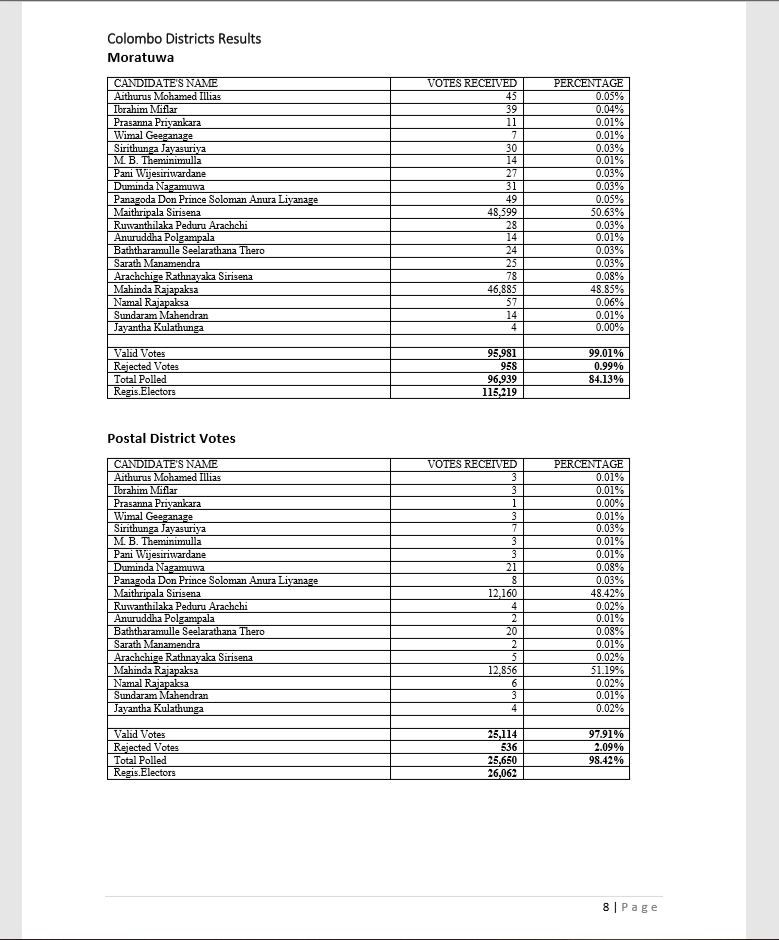 Colombo Districts Results
Moratuwa
CANDIDATE'S NAME VOTES RECEIVED PERCENTAGE
Aithurus Mohamed Illias 45 0.05%
Ibrahim Miflar 39 0.04%
Prasanna Priyankara 11 0.01%
Wimal Geeganage 7 0.01%
Sirithunga Jayasuriya 30 0.03%
M. B. Theminimulla 14 0.01%
Pani Wijesiriwardane 27 0.03%
Duminda Nagamuwa 31 0.03%
Panagoda Don Prince Soloman Anura Liyanage 49 0.05%
Maithripala Sirisena 48,599 50.63%
Ruwanthilaka Peduru Arachchi 28 0.03%
Anuruddha Polgampala 14 0.01%
Baththaramulle Seelarathana Thero 24 0.03%
Sarath Manamendra 25 0.03%
Arachchige Rathnayaka Sirisena 78 0.08%
Mahinda Rajapaksa 46,885 48.85%
Namal Rajapaksa 57 0.06%
Sundaram Mahendran 14 0.01%
Jayantha Kulathunga 4 0.00%
Valid Votes 95,981 99.01%
Rejected Votes 958 0.99%
Total Polled 96,939 84.13%
Regis.Electors 115,219
Postal District Votes
CANDIDATE'S NAME VOTES RECEIVED PERCENTAGE
Aithurus Mohamed Illias 3 0.01%
Ibrahim Miflar 3 0.01%
Prasanna Priyankara 1 0.00%
Wimal Geeganage 3 0.01%
Sirithunga Jayasuriya 7 0.03%
M. B. Theminimulla 3 0.01%
Pani Wijesiriwardane 3 0.01%
Duminda Nagamuwa 21 0.08%
Panagoda Don Prince Soloman Anura Liyanage 8 0.03%
Maithripala Sirisena 12,160 48.42%
Ruwanthilaka Peduru Arachchi 4 0.02%
Anuruddha Polgampala 2 0.01%
Baththaramulle Seelarathana Thero 20 0.08%
Sarath Manamendra 2 0.01%
Arachchige Rathnayaka Sirisena 5 0.02%
Mahinda Rajapaksa 12,856 51.19%
Namal Rajapaksa 6 0.02%
Sundaram Mahendran 3 0.01%
Jayantha Kulathunga 4 0.02%
Valid Votes 25,114 97.91%
Rejected Votes 536 2.09%
Total Polled 25,650 98.42%
Regis.Electors 26,062
8 | Page